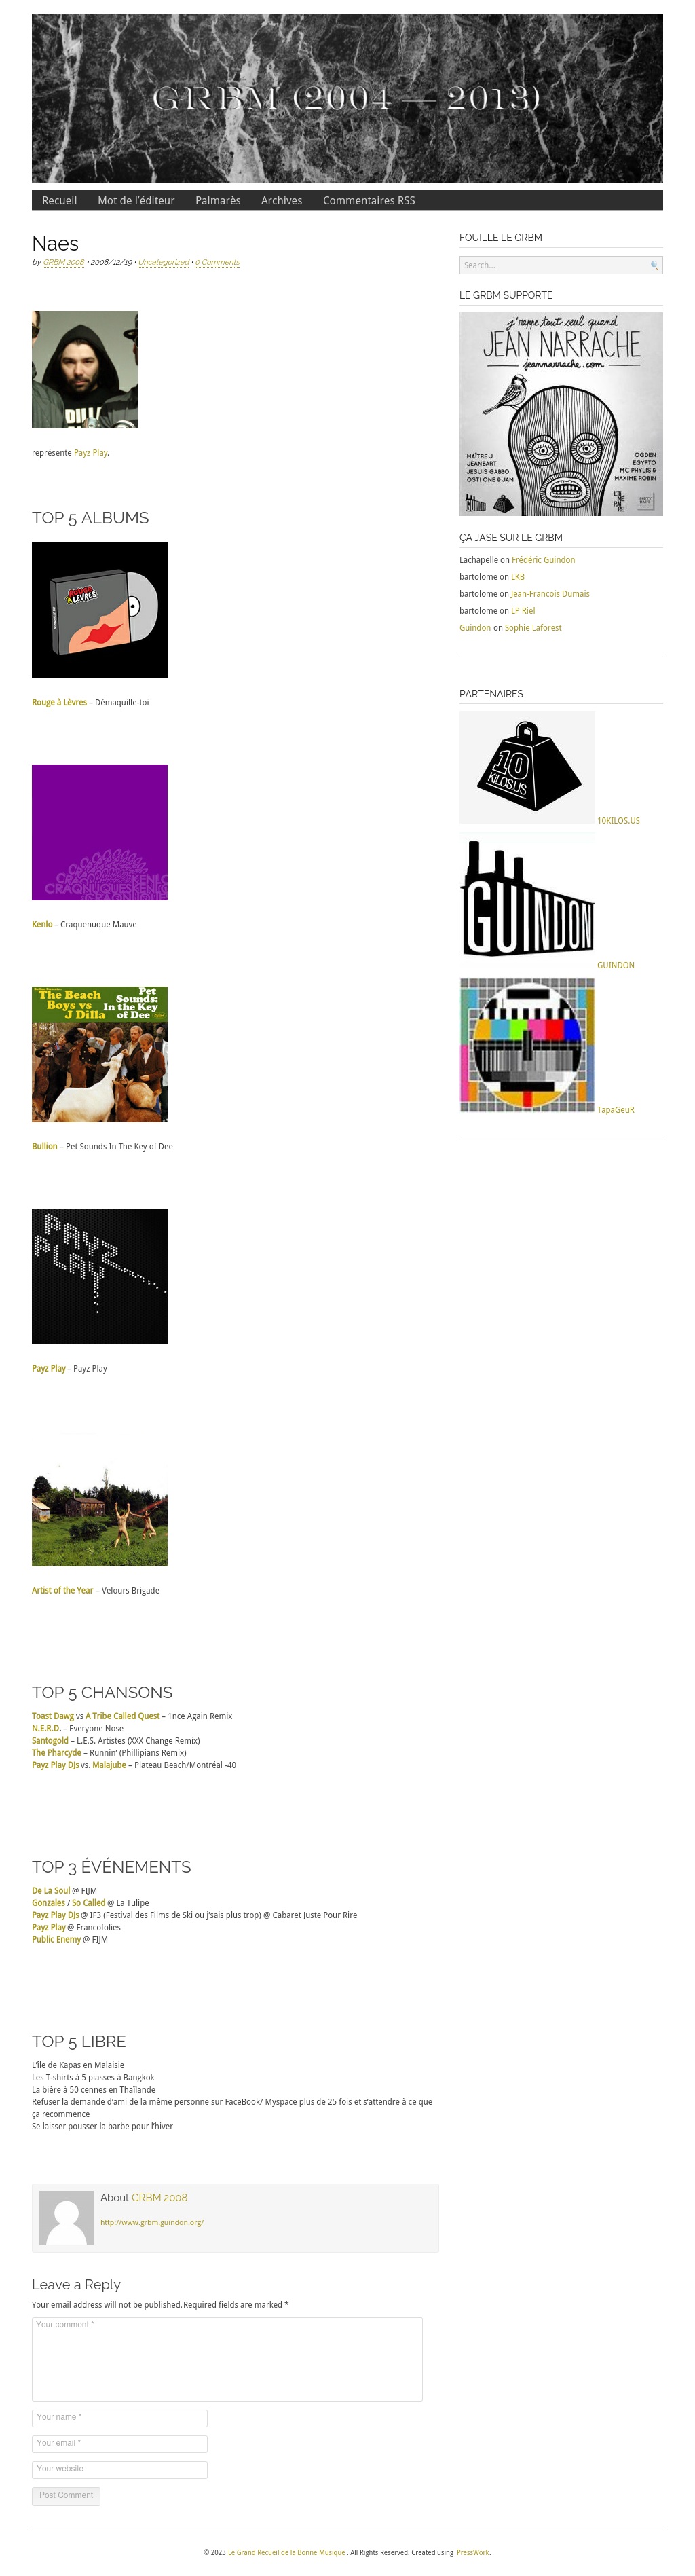 GRBM (2004 — 2013)
Recueil Mot de l'éditeur Palmarès Archives Commentaires RSS
Naes
by GRBM 2008 • 2008/12/19 • Uncategorized • 0 Comments
DILL
représente Payz Play.
TOP 5 ALBUMS
ROUGE
À LÈVRES
Rouge à Lèvres – Démaquille-toi
Kenlo – Craquenuque Mauve
The Beach
Boys vs
J Dilla
Pet
Sounds:
In the Key
of Dee
Bullion – Pet Sounds In The Key of Dee
PAYZ
PLAY
Payz Play – Payz Play
Artist of the Year – Velours Brigade
TOP 5 CHANSONS
Toast Dawg vs A Tribe Called Quest – 1nce Again Remix
N.E.R.D. – Everyone Nose
Santogold – L.E.S. Artistes (XXX Change Remix)
The Pharcyde – Runnin' (Phillipians Remix)
Payz Play DJs vs. Malajube – Plateau Beach/Montréal -40
TOP 3 ÉVÉNEMENTS
De La Soul @ FIJM
Gonzales / So Called @ La Tulipe
Payz Play DJs @ IF3 (Festival des Films de Ski ou j'sais plus trop) @ Cabaret Juste Pour Rire
Payz Play @ Francofolies
Public Enemy @ FIJM
TOP 5 LIBRE
L'île de Kapas en Malaisie
Les T-shirts à 5 piasses à Bangkok
La bière à 50 cennes en Thaïlande
Refuser la demande d'ami de la même personne sur FaceBook/ Myspace plus de 25 fois et s'attendre à ce que
ça recommence
Se laisser pousser la barbe pour l'hiver
About GRBM 2008
http://www.grbm.guindon.org/
Leave a Reply
Your email address will not be published. Required fields are marked *
Your comment *
Your name *
Your email *
Your website
Post Comment
FOUILLE LE GRBM
Search...
LE GRBM SUPPORTE
j'rappe tout seul quand
JEAN NARRACHE
jeannarrache.com
MAÎTRE J
JEANBART
JESUIS GABBO
OSTI ONE & JAM
OGDEN
EGYPTO
MC PHYLIS &
MAXIME ROBIN
ÇA JASE SUR LE GRBM
Lachapelle on Frédéric Guindon
bartolome on LKB
bartolome on Jean-Francois Dumais
bartolome on LP Riel
Guindon on Sophie Laforest
PARTENAIRES
10
KILOS.US
10KILOS.US
GUINDON
GUINDON
TapaGeuR
© 2023 Le Grand Recueil de la Bonne Musique . All Rights Reserved. Created using PressWork.